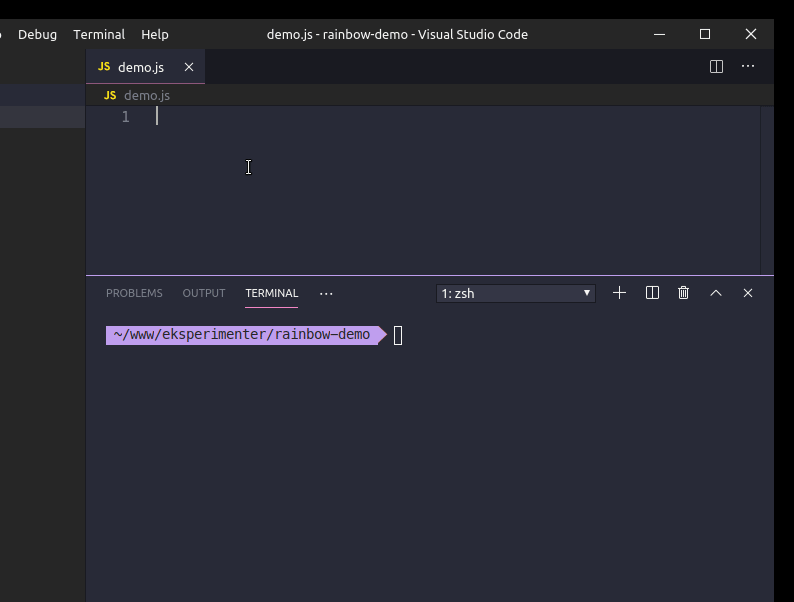 Debug Terminal Help demo.js - rainbow-demo - Visual Studio Code
JS demo.js
JS demo.js
1
PROBLEMS OUTPUT TERMINAL 1: zsh
~/www/eksperimenter/rainbow-demo